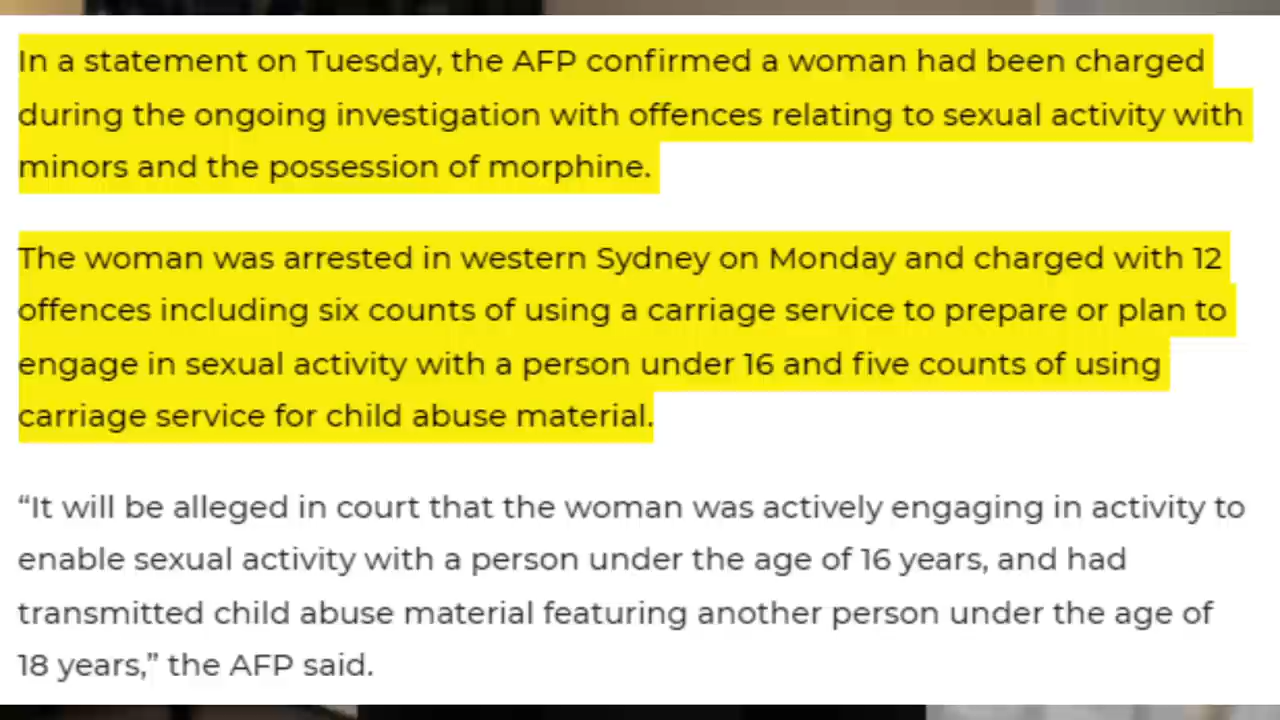 In a statement on Tuesday, the AFP confirmed a woman had been charged
during the ongoing investigation with offences relating to sexual activity with
minors and the possession of morphine.
The woman was arrested in western Sydney on Monday and charged with 12
offences including six counts of using a carriage service to prepare or plan to
engage in sexual activity with a person under 16 and five counts of using
carriage service for child abuse material.
“It will be alleged in court that the woman was actively engaging in activity to
enable sexual activity with a person under the age of 16 years, and had
transmitted child abuse material featuring another person under the age of
18 years,” the AFP said.